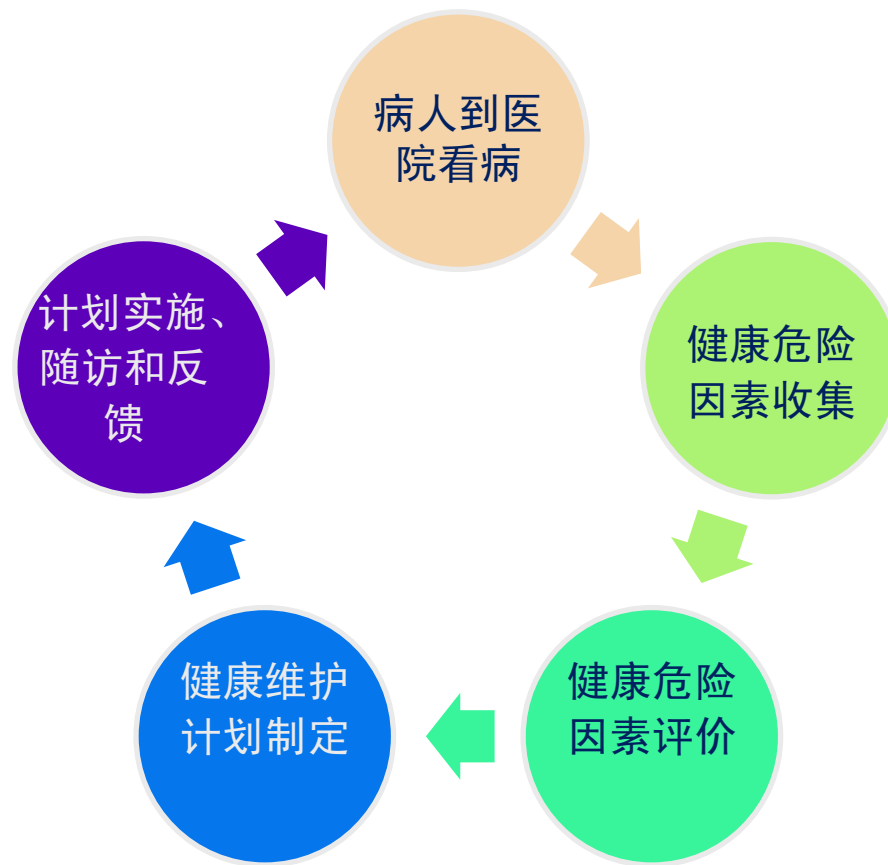 病人到医
院看病
健康危险
因素收集
健康危险
因素评价
健康维护
计划制定
计划实施、
随访和反
馈